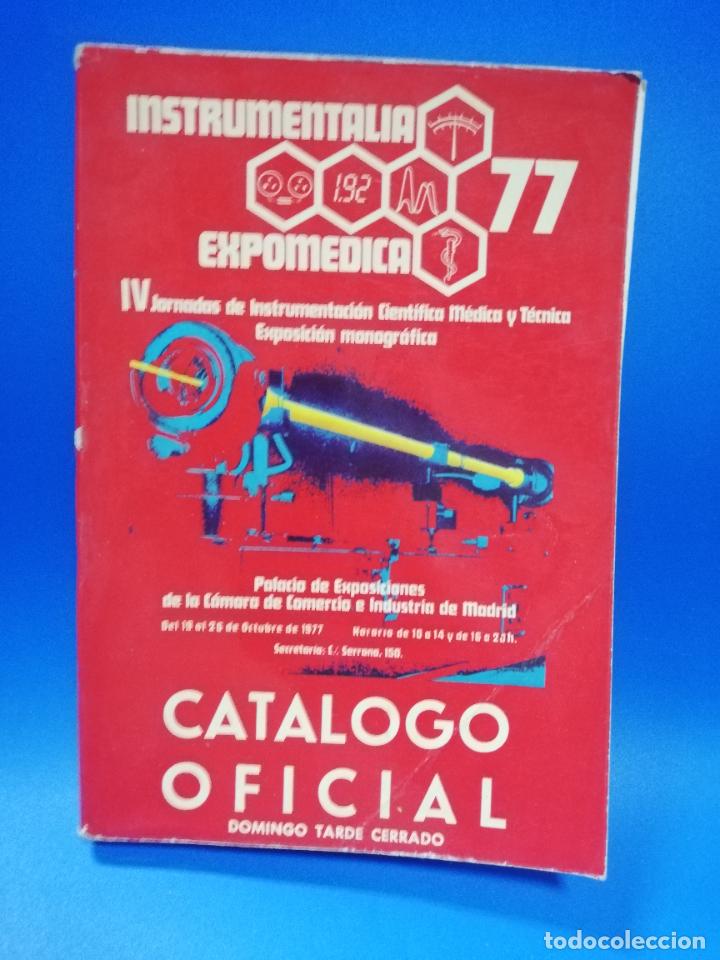 INSTRUMENTALIA
77
1.92
EXPOMEDICA
IV Jornadas de Instrumentación Científica Médica y Técnica
Exposición monográfica
Palacio de Exposiciones
de la Cámara de Comercio e Industria de Madrid
Del 19 al 26 de Octubre de 1977 Horario de 10 a 14 y de 16 a 20 h.
Secretaría: C/. Serrano, 150.
CATALOGO
OFICIAL
DOMINGO TARDE CERRADO
todocoleccion